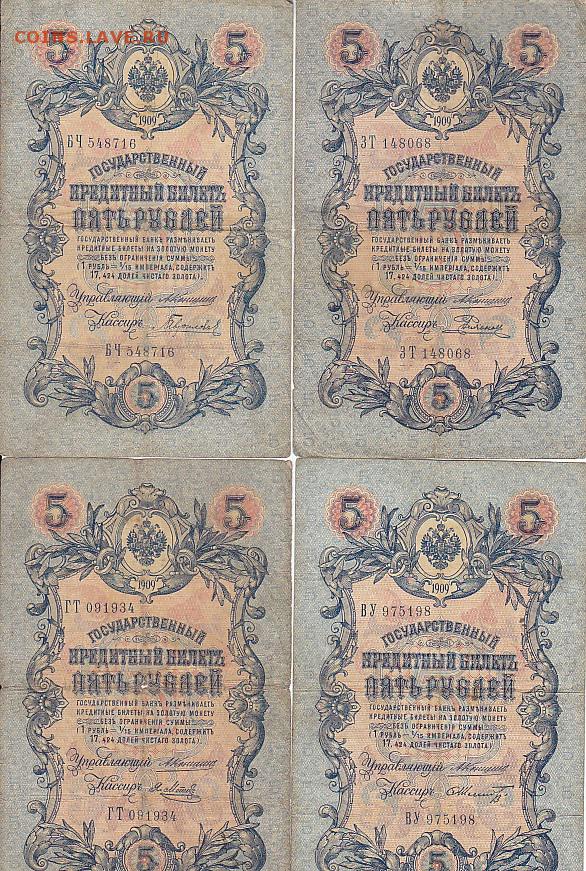 COINS.LAVE.RU
5 5
1909
БЧ 548716
ГОСУДАРСТВЕННЫЙ
КРЕДИТНЫЙ БИЛЕТЪ
ПЯТЬ РУБЛЕЙ
ГОСУДАРСТВЕННЫЙ БАНКЪ РАЗМѢНИВАЕТЪ
КРЕДИТНЫЕ БИЛЕТЫ НА ЗОЛОТУЮ МОНЕТУ
БЕЗЪ ОГРАНИЧЕНІЯ СУММЫ
(1 РУБЛЬ = 1/15 ИМПЕРІАЛА, СОДЕРЖИТЪ
17,424 ДОЛЕЙ ЧИСТАГО ЗОЛОТА).
Управляющій
Кассиръ
БЧ 548716
5
5 5
1909
ЗТ 148068
ГОСУДАРСТВЕННЫЙ
КРЕДИТНЫЙ БИЛЕТЪ
ПЯТЬ РУБЛЕЙ
ГОСУДАРСТВЕННЫЙ БАНКЪ РАЗМѢНИВАЕТЪ
КРЕДИТНЫЕ БИЛЕТЫ НА ЗОЛОТУЮ МОНЕТУ
БЕЗЪ ОГРАНИЧЕНІЯ СУММЫ
(1 РУБЛЬ = 1/15 ИМПЕРІАЛА, СОДЕРЖИТЪ
17,424 ДОЛЕЙ ЧИСТАГО ЗОЛОТА).
Управляющій
Кассиръ
ЗТ 148068
5
5 5
1909
ГТ 091934
ГОСУДАРСТВЕННЫЙ
КРЕДИТНЫЙ БИЛЕТЪ
ПЯТЬ РУБЛЕЙ
ГОСУДАРСТВЕННЫЙ БАНКЪ РАЗМѢНИВАЕТЪ
КРЕДИТНЫЕ БИЛЕТЫ НА ЗОЛОТУЮ МОНЕТУ
БЕЗЪ ОГРАНИЧЕНІЯ СУММЫ
(1 РУБЛЬ = 1/15 ИМПЕРІАЛА, СОДЕРЖИТЪ
17,424 ДОЛЕЙ ЧИСТАГО ЗОЛОТА).
Управляющій
Кассиръ
ГТ 091934
5
5 5
1909
ВУ 975198
ГОСУДАРСТВЕННЫЙ
КРЕДИТНЫЙ БИЛЕТЪ
ПЯТЬ РУБЛЕЙ
ГОСУДАРСТВЕННЫЙ БАНКЪ РАЗМѢНИВАЕТЪ
КРЕДИТНЫЕ БИЛЕТЫ НА ЗОЛОТУЮ МОНЕТУ
БЕЗЪ ОГРАНИЧЕНІЯ СУММЫ
(1 РУБЛЬ = 1/15 ИМПЕРІАЛА, СОДЕРЖИТЪ
17,424 ДОЛЕЙ ЧИСТАГО ЗОЛОТА).
Управляющій
Кассиръ
ВУ 975198
5